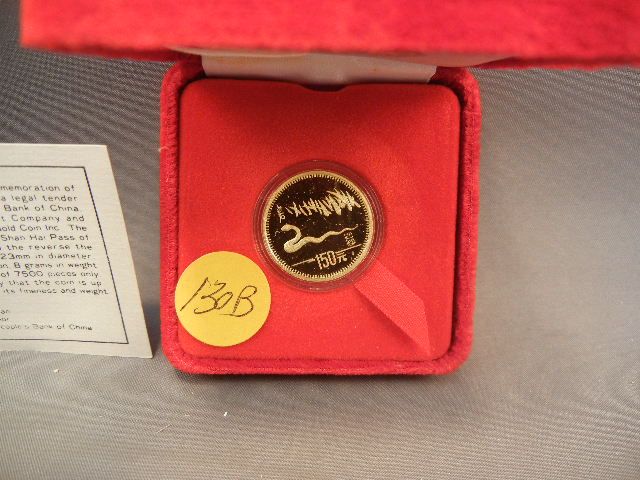 memoration of
a legal tender
Bank of China
t Company and
old Coin Inc. The
Shan Hai Pass of
the reverse the
23mm in diameter
8 grams in weight
of 7500 pieces only.
y that the coin is up
its fineness and weight
People's Bank of China
150元
130B